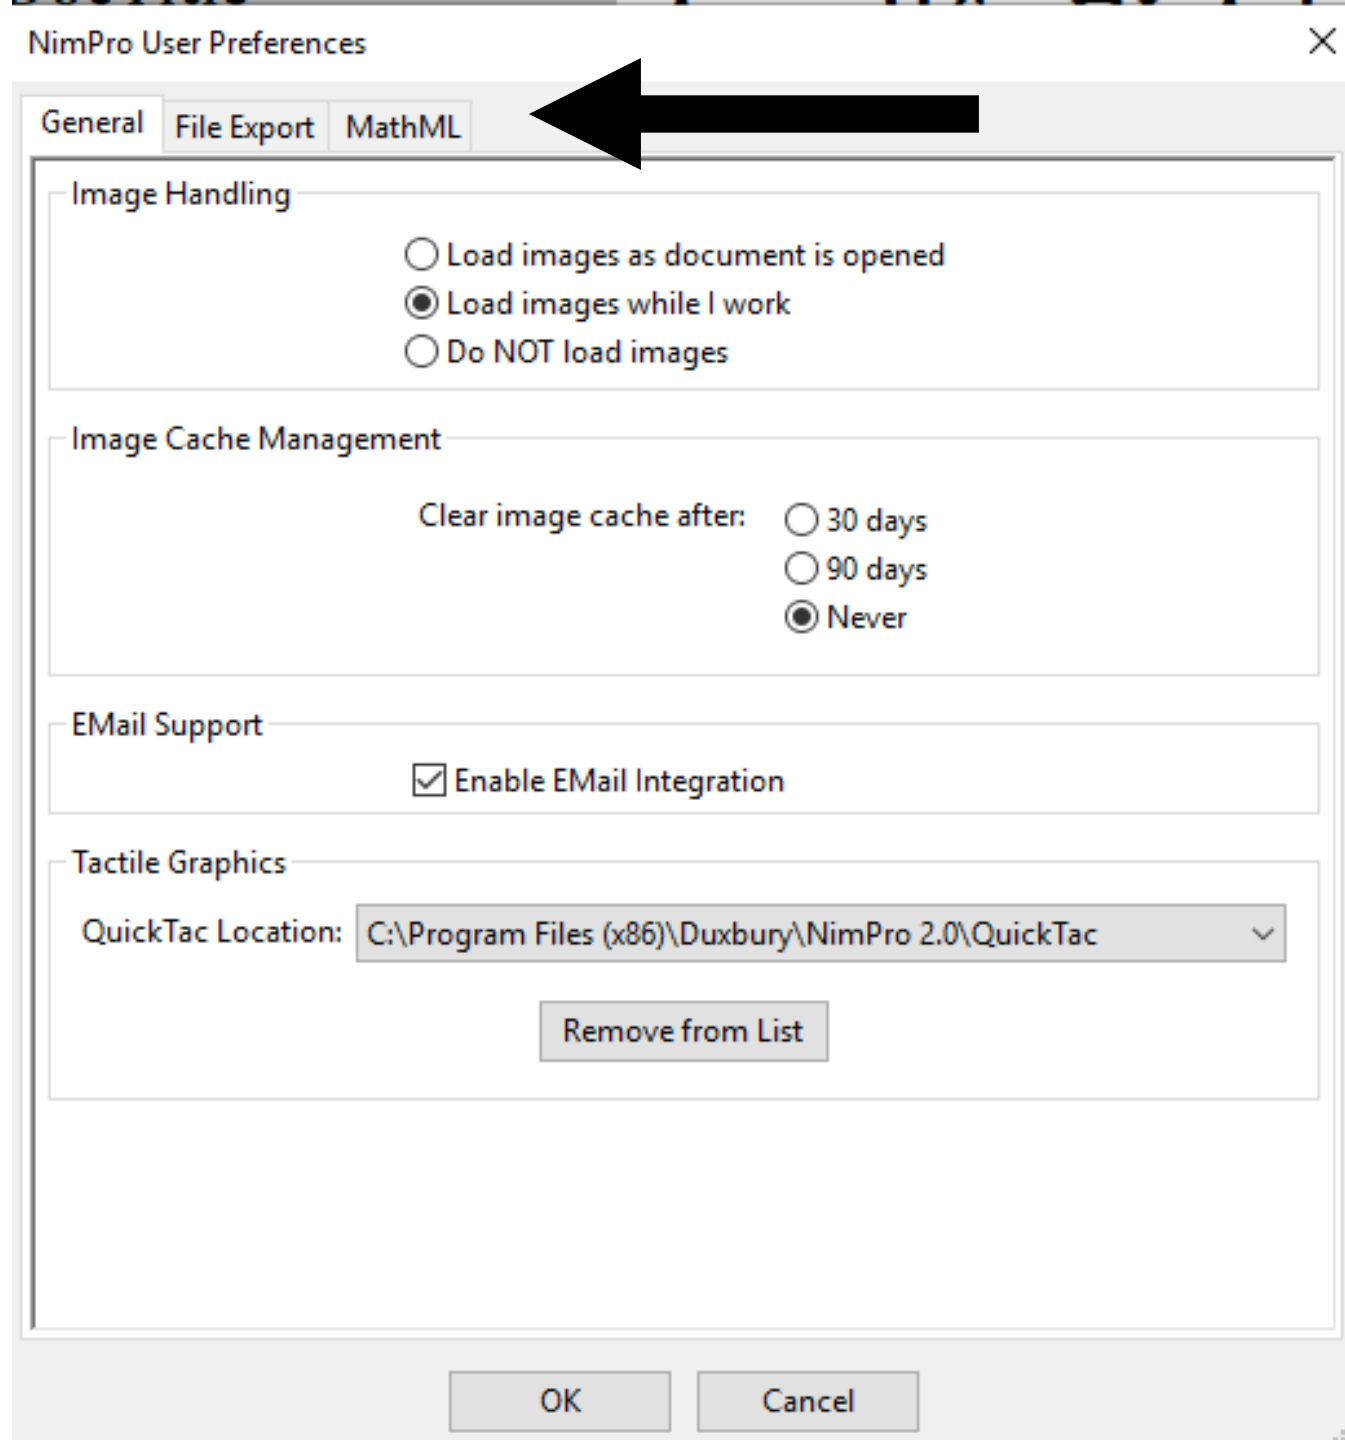 NimPro User Preferences
General File Export MathML
Image Handling
Load images as document is opened
Load images while I work
Do NOT load images
Image Cache Management
Clear image cache after: 30 days
90 days
Never
EMail Support
Enable EMail Integration
Tactile Graphics
QuickTac Location: C:\Program Files (x86)\Duxbury\NimPro 2.0\QuickTac
Remove from List
OK Cancel